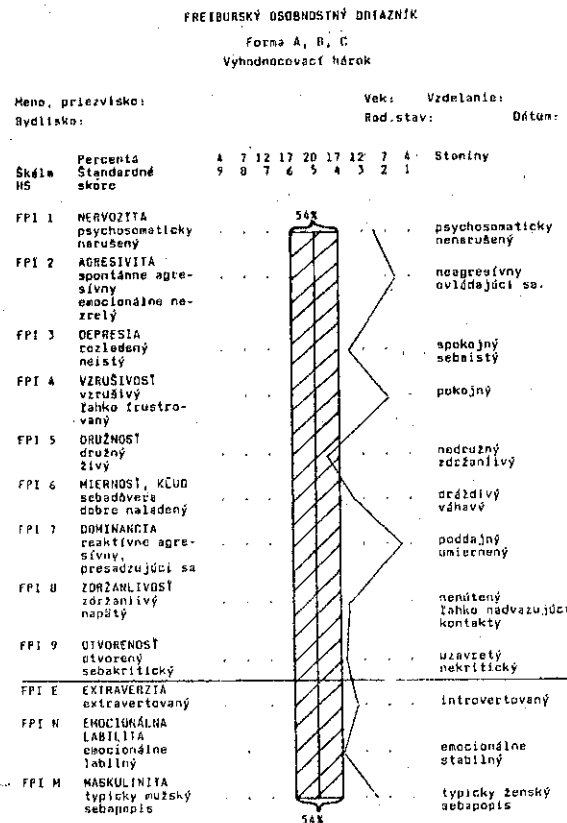 FREIBURSKÝ OSOBNOSTNÝ DOTAZNÍK
Forma A, B, C
Vyhodnocovací hárok
Meno, priezvisko: Vek: Vzdelanie:
Bydlisko: Rod.stav: Dátum:
Percentá 4 7 12 17 20 17 12 7 4 Staniny
Škála Štandardné 9 8 7 6 5 4 3 2 1
HS skóre
54%
FPI 1 NERVOZITA
psychosomaticky psychosomaticky
narušený nenarušený
FPI 2 AGRESIVITA
spontánne agre- neagresívny
sívny ovládajúci sa.
emocionálne ne-
zrelý
FPI 3 DEPRESIA
rozladený spokojný
neistý sebaistý
FPI 4 VZRUŠIVOSŤ
vzrušivý pokojný
ľahko frustro-
vaný
FPI 5 DRUŽNOSŤ
družný nedružný
živý zdržanlivý
FPI 6 MIERNOSŤ, KĽUD
sebadôvera dráždivý
dobre naladený váhavý
FPI 7 DOMINANCIA
reaktívne agre- poddajný
sívny, umiernený
presadzujúci sa
FPI 8 ZDRŽANLIVOSŤ
zdržanlivý nenútený
napätý ľahko nadväzujúci
kontakty
FPI 9 OTVORENOSŤ
otvorený uzavretý
sebakritický nekritický
FPI E EXTRAVERZIA
extravertovaný introvertovaný
FPI N EMOCIONÁLNA
LABILITA
emocionálne emocionálne
labilný stabilný
FPI M MASKULINITA
typicky mužský typicky ženský
sebapopis sebapopis
54%